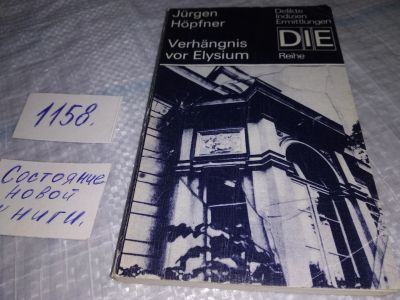 Jürgen
Höpfner
Verhängnis
vor Elysium
Delikte
Indizien
Ermittlungen
DIE
Reihe
1158.
Состояние
новой
книги.